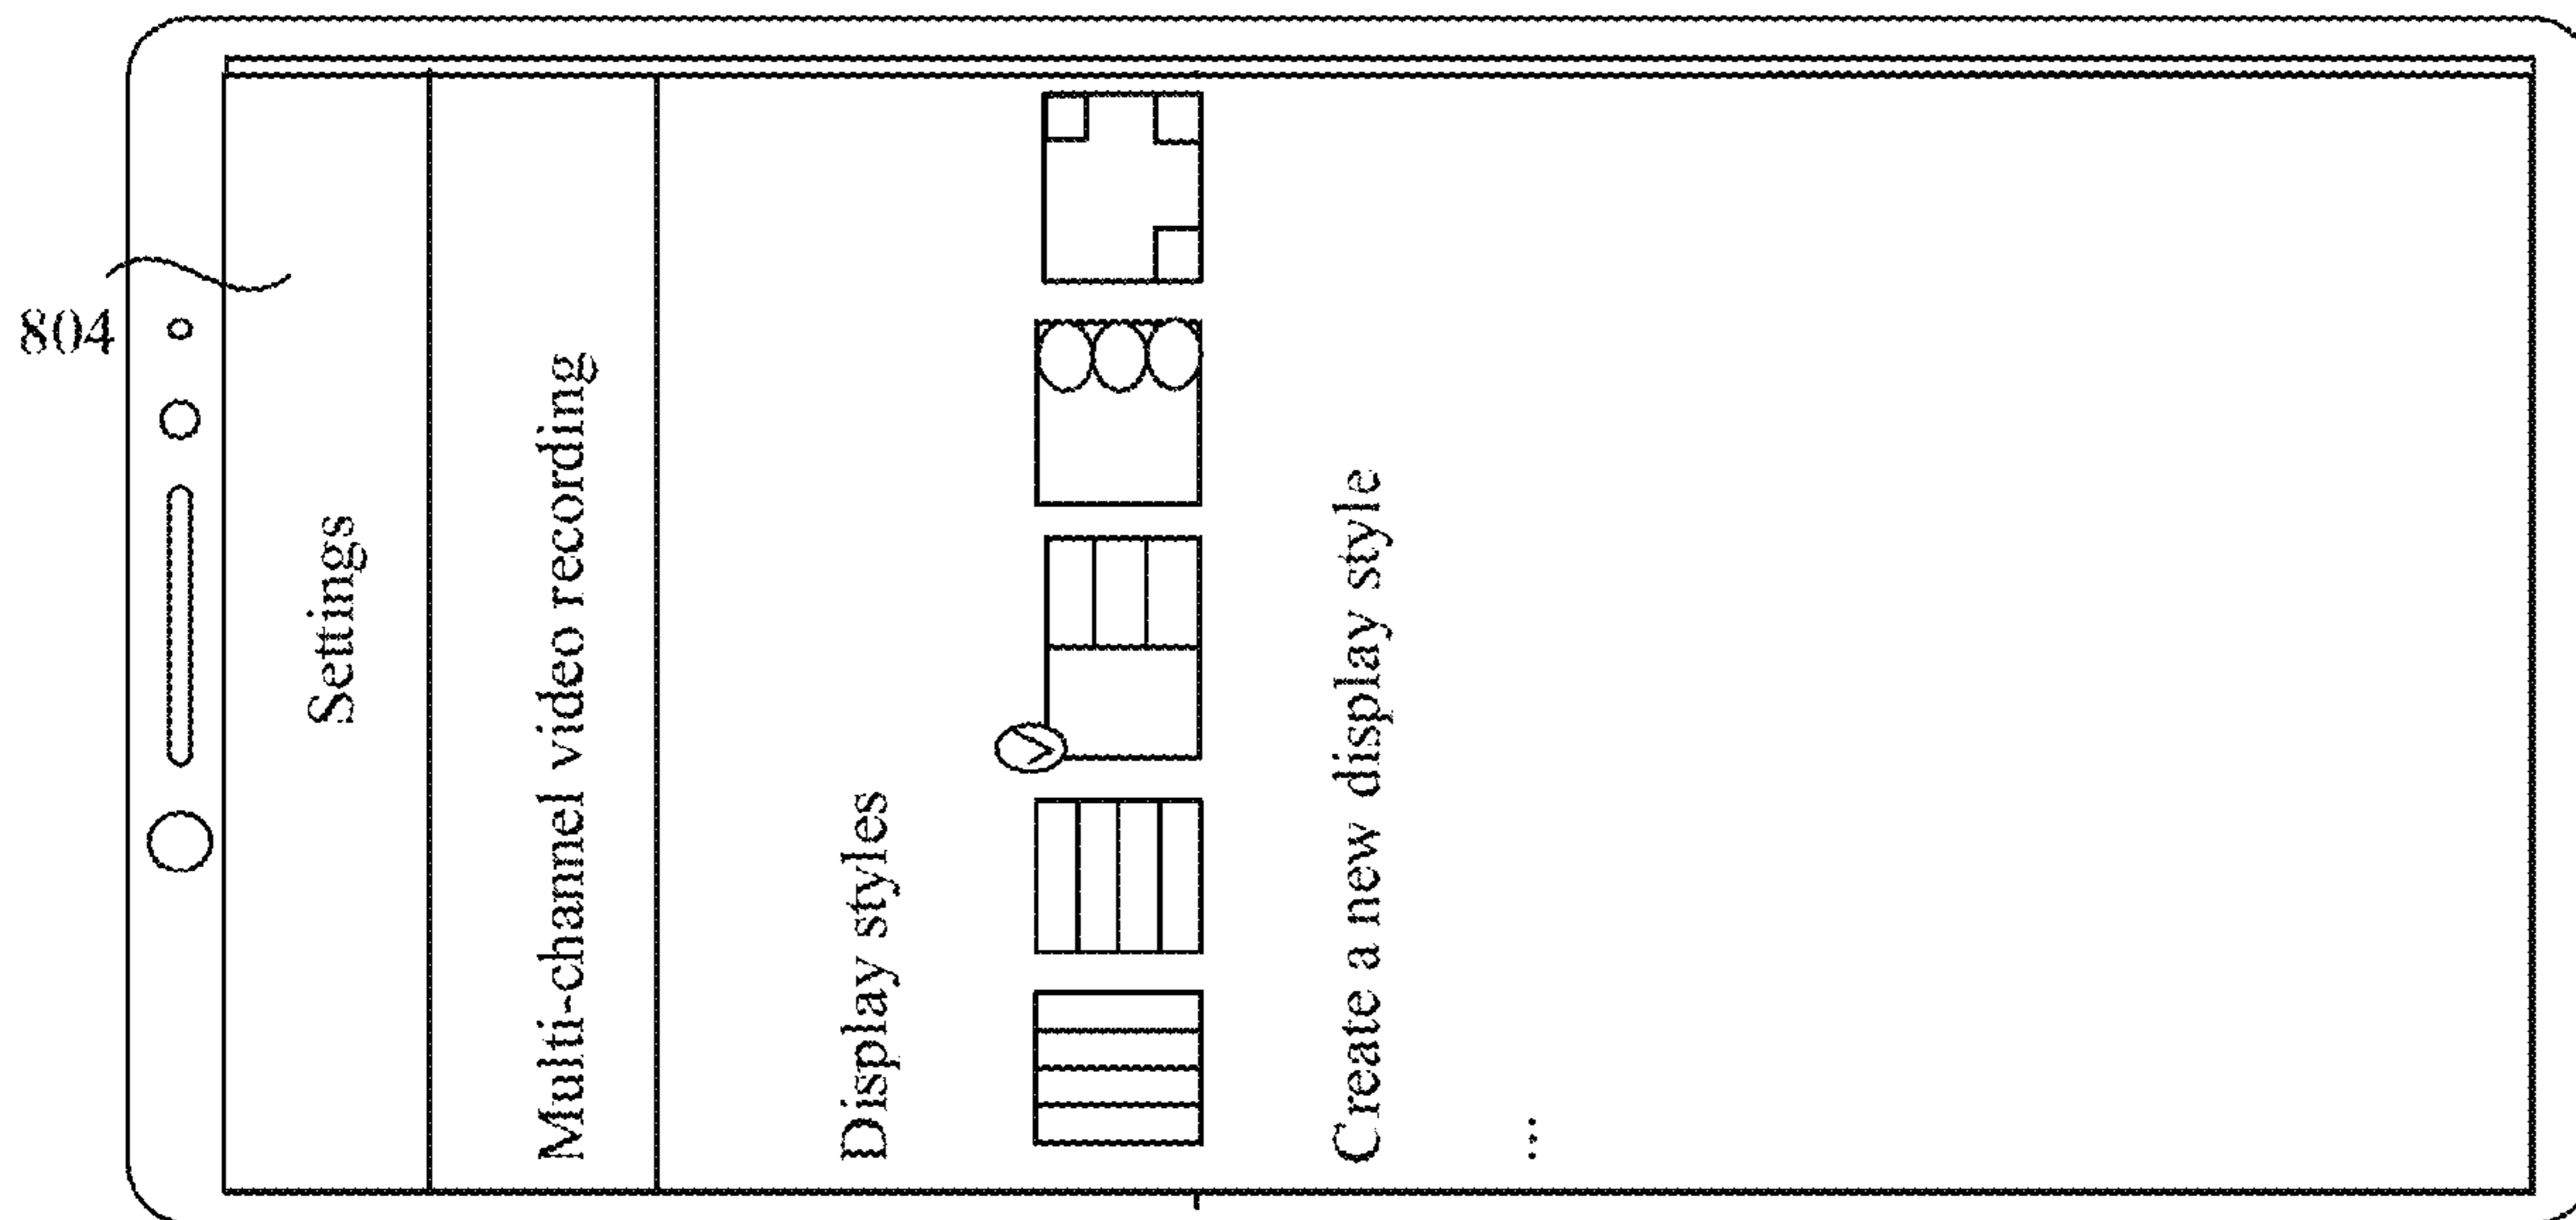 804
Settings
Multi-channel video recording
Display styles
Create a new display style
...